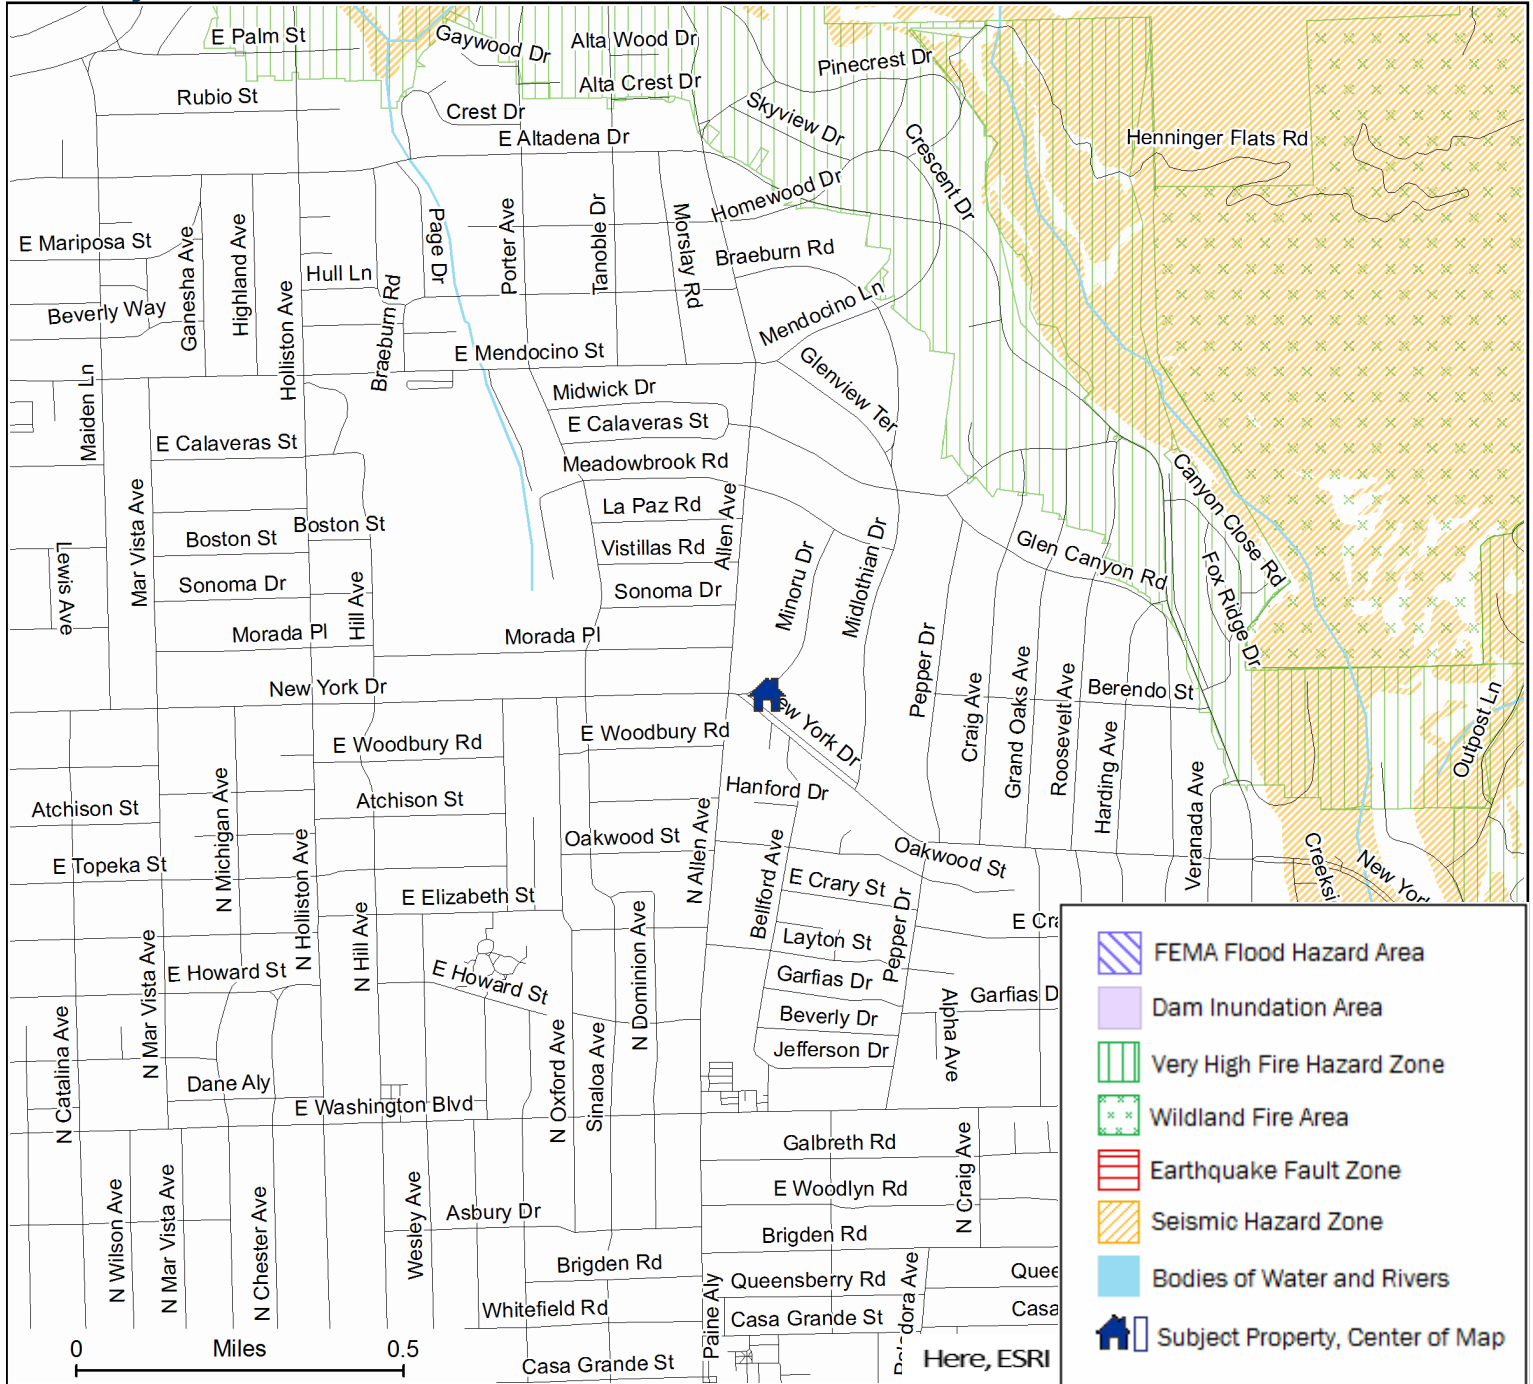 E Palm St
Gaywood Dr
Alta Wood Dr
Pinecrest Dr
Alta Crest Dr
Rubio St
Crest Dr
Skyview Dr
E Altadena Dr
Crescent Dr
Henninger Flats Rd
Homewood Dr
E Mariposa St
Ganesha Ave
Highland Ave
Page Dr
Porter Ave
Tanoble Dr
Morslay Rd
Braeburn Rd
Hull Ln
Holliston Ave
Braeburn Rd
Mendocino Ln
Beverly Way
E Mendocino St
Glenview Ter
Maiden Ln
Midwick Dr
E Calaveras St
E Calaveras St
Meadowbrook Rd
Canyon Close Rd
Mar Vista Ave
La Paz Rd
Allen Ave
Boston St
Boston St
Vistillas Rd
Minoru Dr
Midlothian Dr
Glen Canyon Rd
Fox Ridge Dr
Lewis Ave
Sonoma Dr
Hill Ave
Sonoma Dr
Morada Pl
Morada Pl
Pepper Dr
Craig Ave
Grand Oaks Ave
Roosevelt Ave
Berendo St
New York Dr
Outpost Ln
E Woodbury Rd
E Woodbury Rd
ew York Dr
Harding Ave
Veranada Ave
Hanford Dr
Atchison St
N Michigan Ave
Atchison St
N Allen Ave
Oakwood St
Bellford Ave
Oakwood St
Creeksi
New Yor
E Topeka St
N Holliston Ave
E Elizabeth St
E Crary St
Pepper Dr
E Cra
N Hill Ave
N Dominion Ave
Layton St
N Mar Vista Ave
E Howard St
E Howard St
Garfias Dr
Garfias D
Alpha Ave
Beverly Dr
N Catalina Ave
N Oxford Ave
Sinaloa Ave
Jefferson Dr
Dane Aly
E Washington Blvd
Galbreth Rd
N Craig Ave
E Woodlyn Rd
N Wilson Ave
N Mar Vista Ave
N Chester Ave
Wesley Ave
Asbury Dr
Brigden Rd
Brigden Rd
Queensberry Rd
Quee
Whitefield Rd
Paine Aly
Casa Grande St
Casa
dora Ave
Casa Grande St
0 Miles 0.5
Here, ESRI
FEMA Flood Hazard Area
Dam Inundation Area
Very High Fire Hazard Zone
Wildland Fire Area
Earthquake Fault Zone
Seismic Hazard Zone
Bodies of Water and Rivers
Subject Property, Center of Map